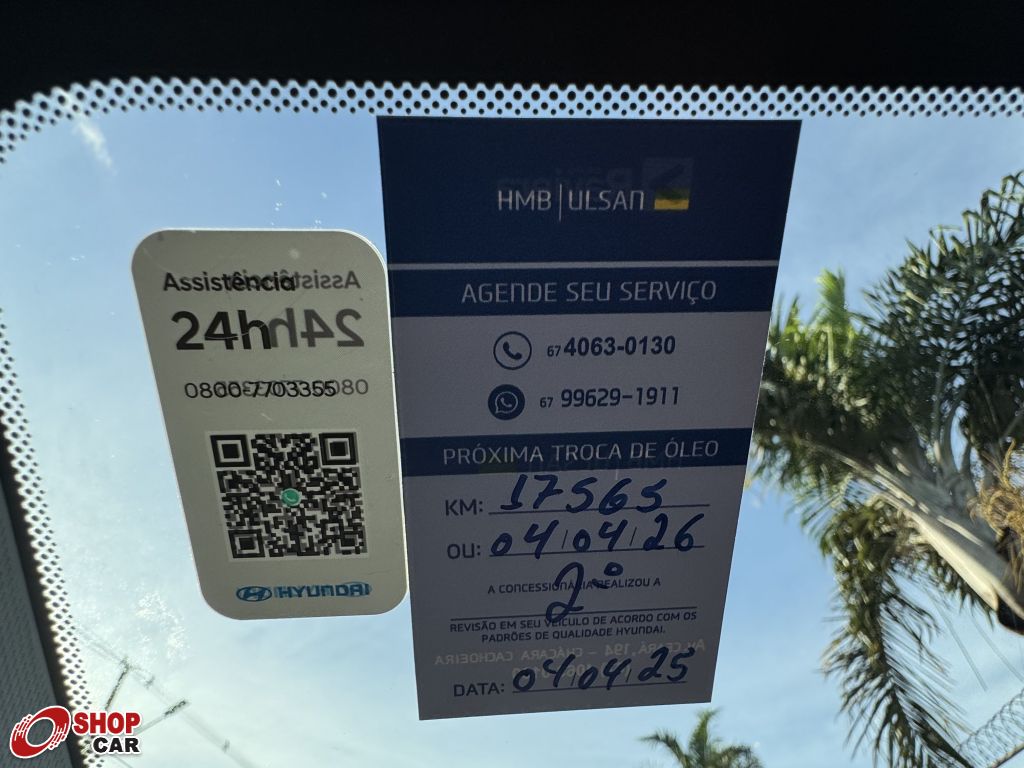 Assistência
24h
0800-7703355
HYUNDAI
HMB | ULSAN
AGENDE SEU SERVIÇO
67 4063-0130
67 99629-1911
PRÓXIMA TROCA DE ÓLEO
KM: 17565
OU: 04/04/26
A CONCESSIONÁRIA REALIZOU A
2º
REVISÃO EM SEU VEÍCULO DE ACORDO COM OS
PADRÕES DE QUALIDADE HYUNDAI.
DATA: 04/04/25
SHOP
CAR